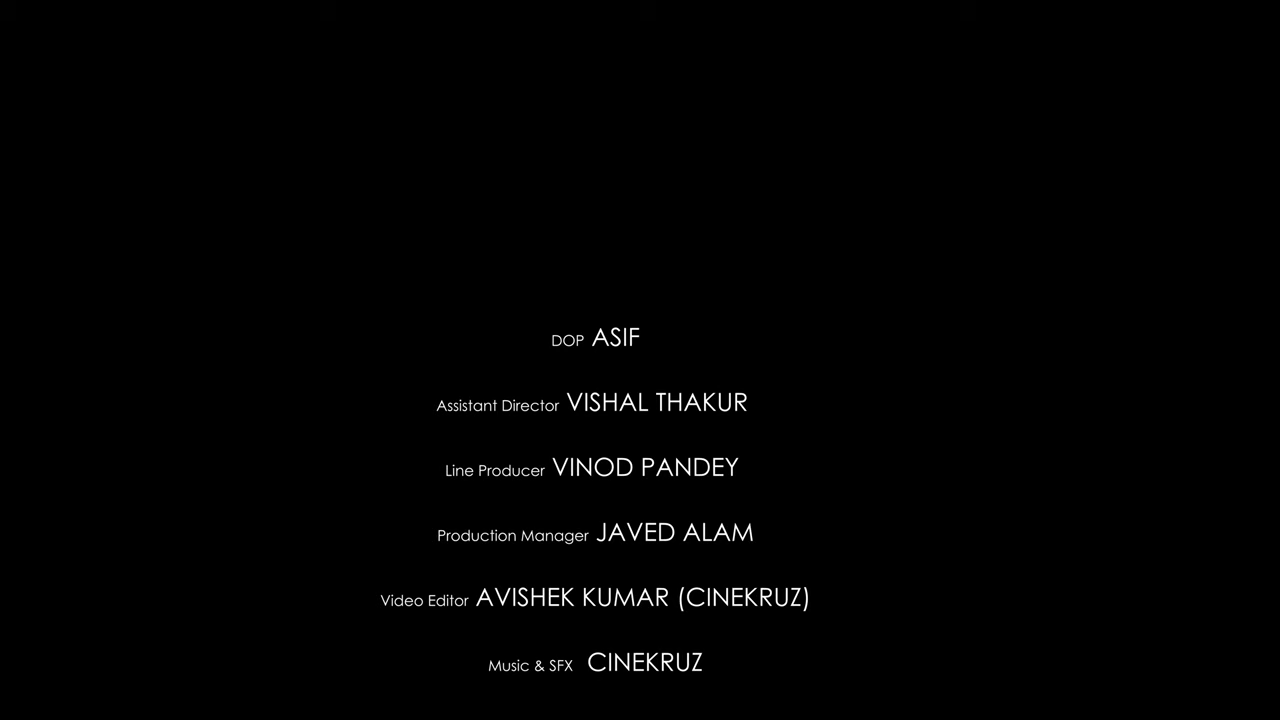 DOP ASIF
Assistant Director VISHAL THAKUR
Line Producer VINOD PANDEY
Production Manager JAVED ALAM
Video Editor AVISHEK KUMAR (CINEKRUZ)
Music & SFX CINEKRUZ